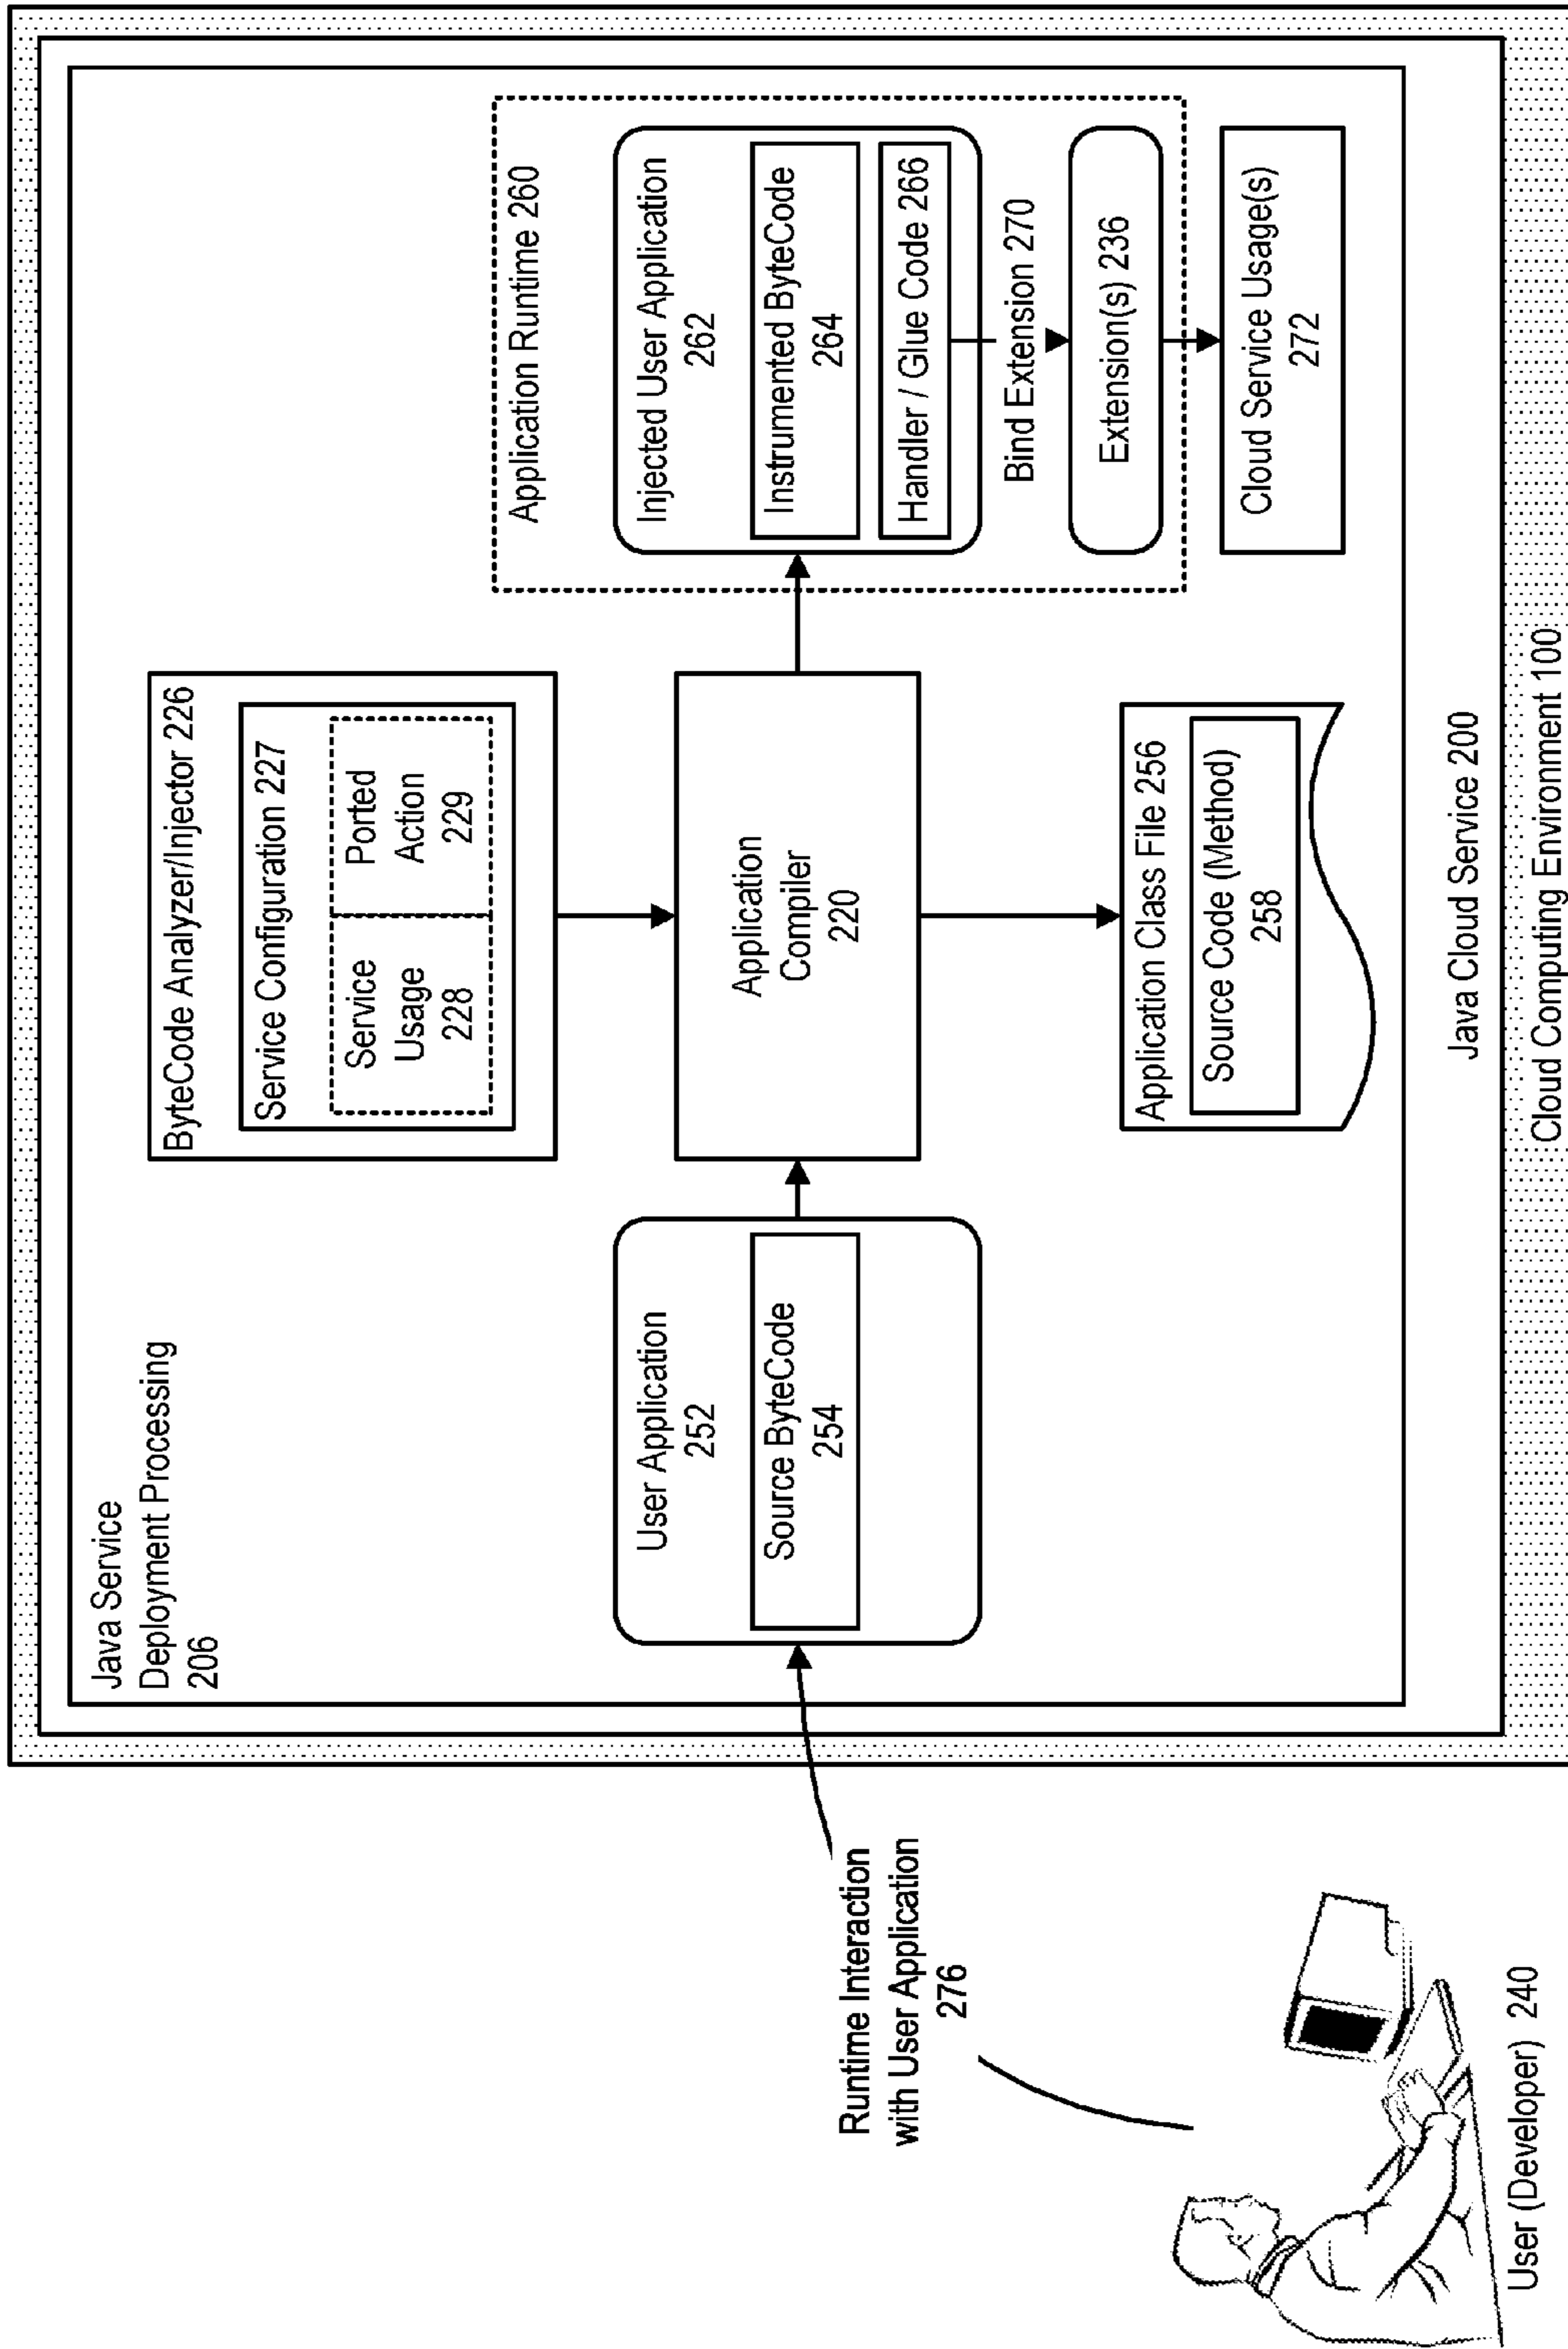 Java Service
Deployment Processing
206
ByteCode Analyzer/Injector 226
Service Configuration 227
Service
Usage
228
Ported
Action
229
Application Runtime 260
User Application
252
Source ByteCode
254
Application
Compiler
220
Injected User Application
262
Instrumented ByteCode
264
Handler / Glue Code 266
Bind Extension 270
Extension(s) 236
Cloud Service Usage(s)
272
Application Class File 256
Source Code (Method)
258
Runtime Interaction
with User Application
276
User (Developer) 240
Java Cloud Service 200
Cloud Computing Environment 100